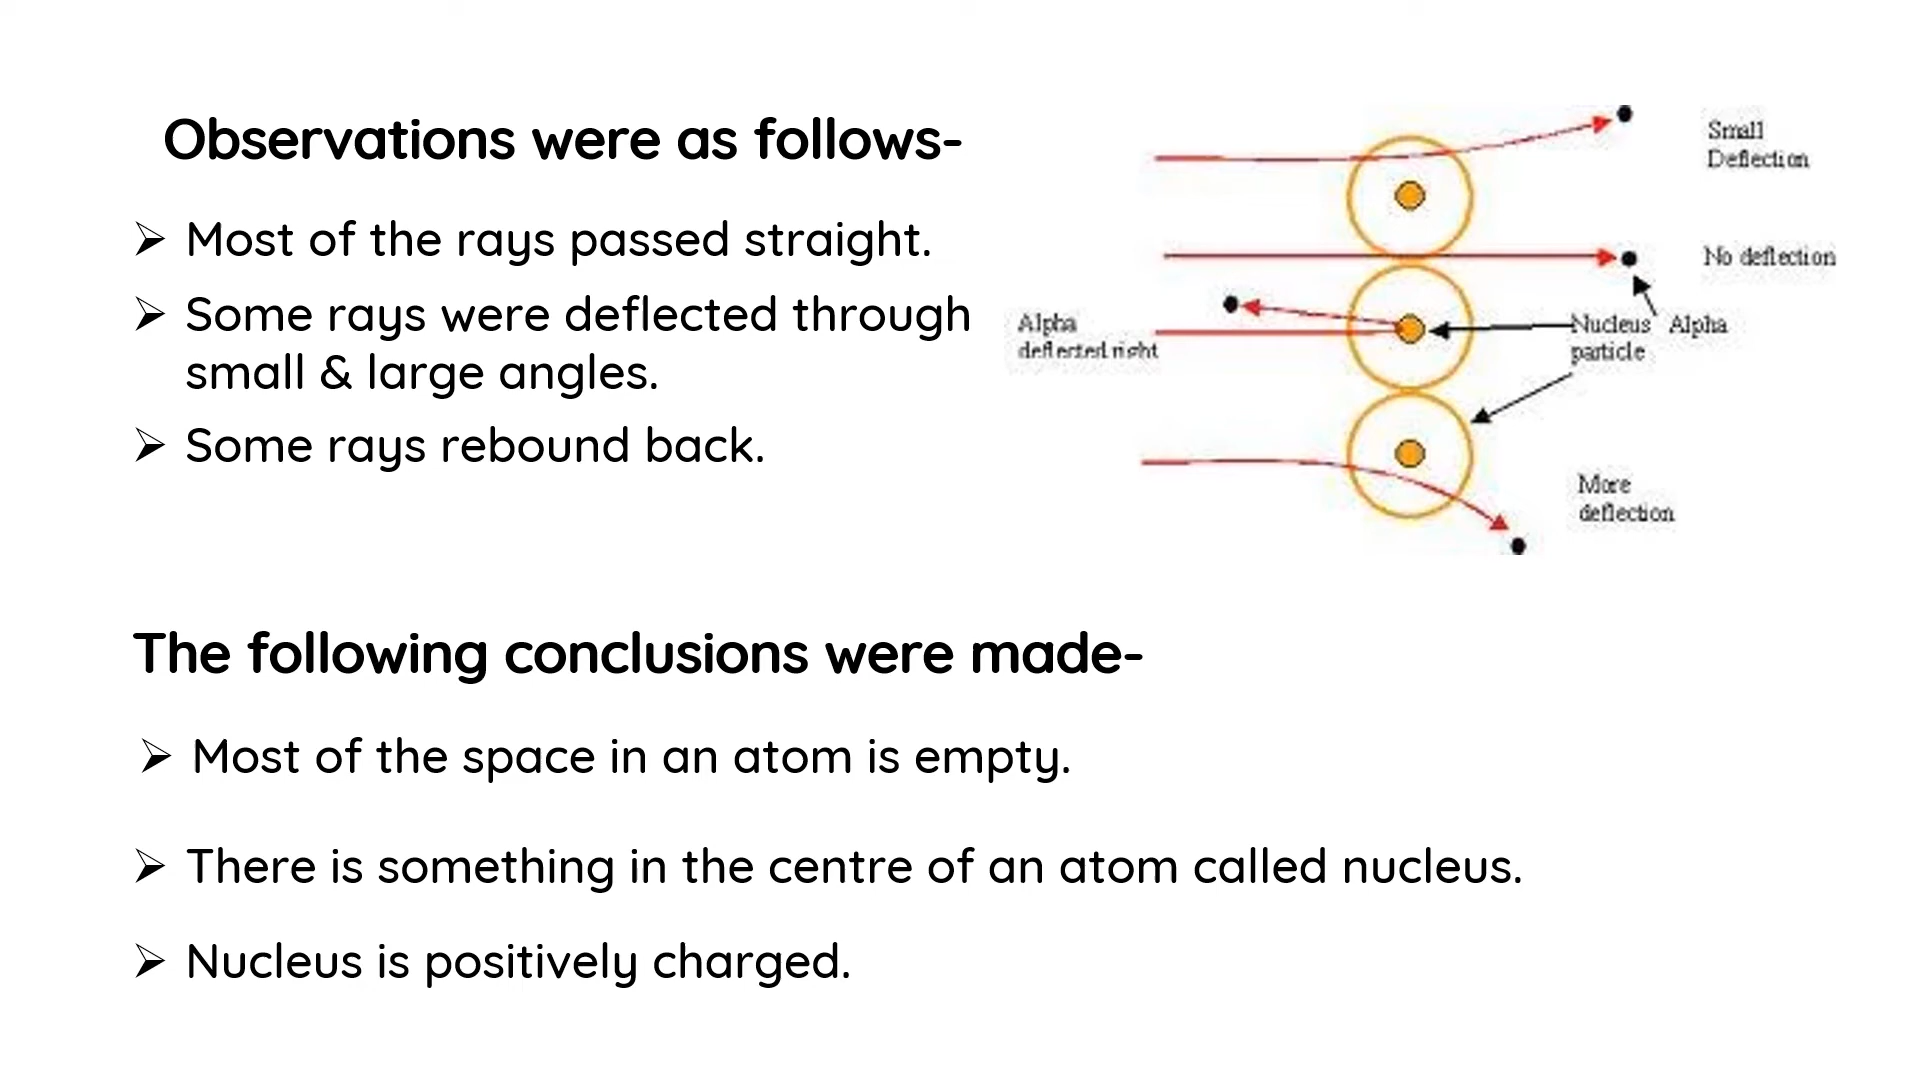 Observations were as follows-
➢ Most of the rays passed straight.
➢ Some rays were deflected through
small & large angles.
➢ Some rays rebound back.
Small
Deflection
No deflection
Alpha
deflected right
Nucleus
particle
Alpha
More
deflection
The following conclusions were made-
➢ Most of the space in an atom is empty.
➢ There is something in the centre of an atom called nucleus.
➢ Nucleus is positively charged.